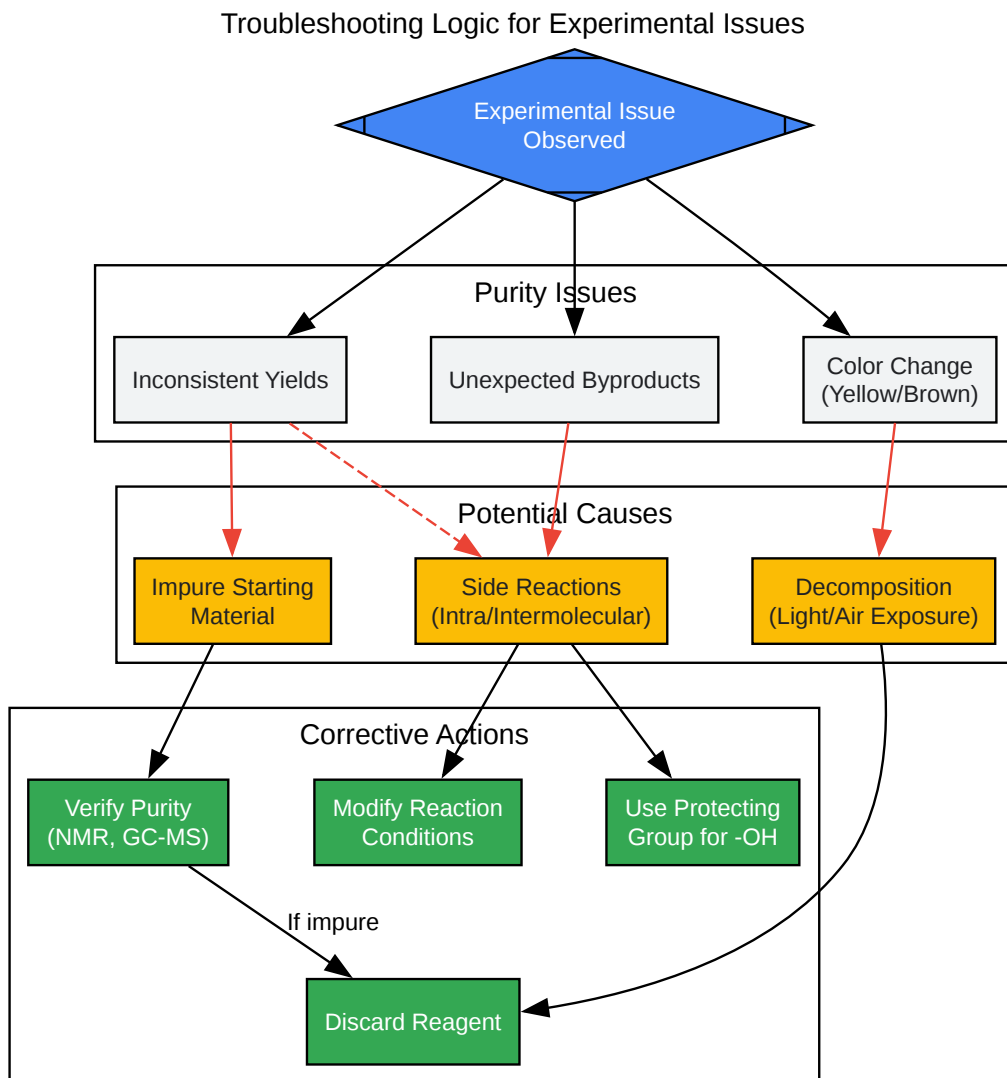 Troubleshooting Logic for Experimental Issues
Experimental Issue
Observed
Purity Issues
Inconsistent Yields
Unexpected Byproducts
Color Change
(Yellow/Brown)
Potential Causes
Impure Starting
Material
Side Reactions
(Intra/Intermolecular)
Decomposition
(Light/Air Exposure)
Corrective Actions
Verify Purity
(NMR, GC-MS)
Modify Reaction
Conditions
Use Protecting
Group for -OH
If impure
Discard Reagent